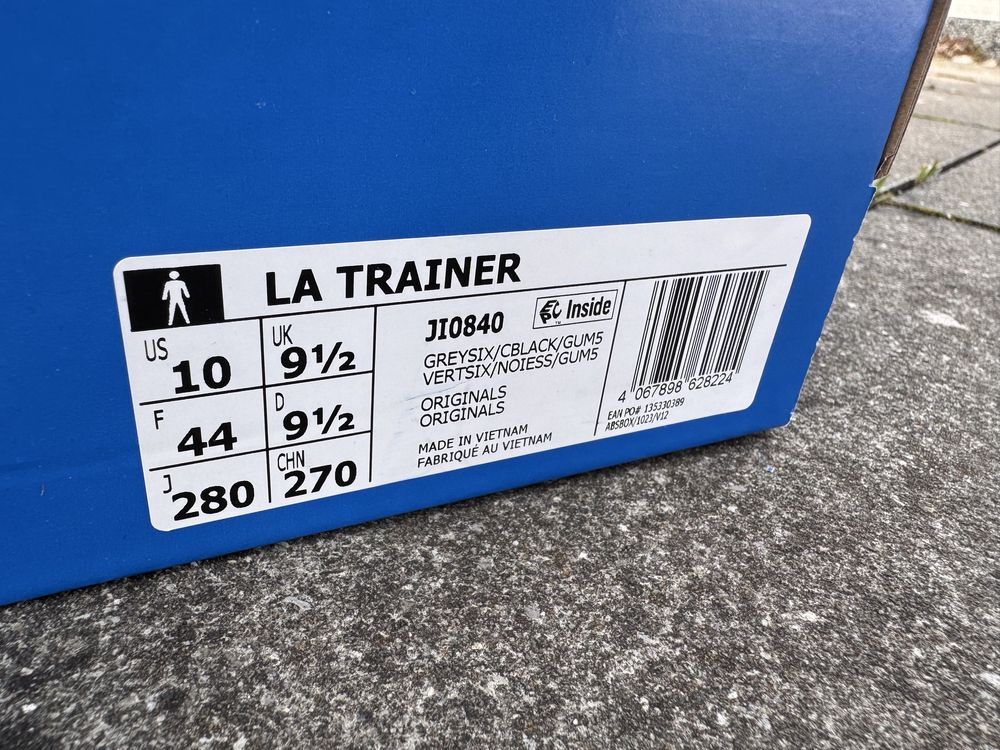 LA TRAINER
US 10
UK 9½
F 44
D 9½
J 280
CHN 270
JI0840
Inside
TM
GREYSIX/CBLACK/GUM5
VERTSIX/NOIESS/GUM5
ORIGINALS
ORIGINALS
MADE IN VIETNAM
FABRIQUÉ AU VIETNAM
4 067898 628224
EAN PO# 135330389
ABSBOX/1023/V12